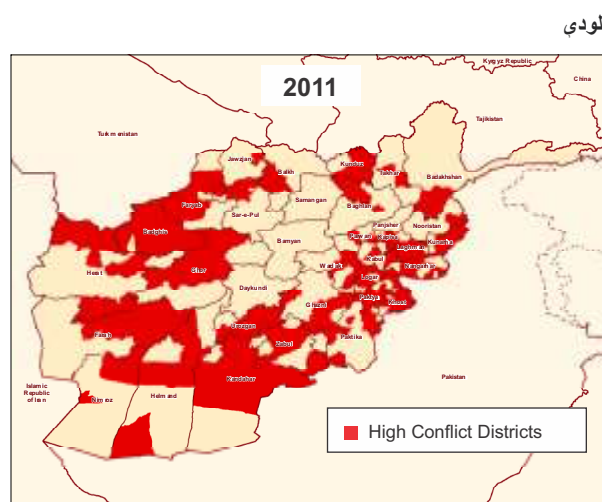 لودي
2011
Kyrgyz Republic
China
Tajikistan
Turkmenistan
Jawzjan
Balkh
Kunduz
Takhar
Badakhshan
Faryab
Samangan
Baghlan
Sar-e-Pul
Panjsher
Nooristan
Badghis
Bamyan
Parwan
Kapisa
Laghman
Kunarha
Kabul
Herat
Ghor
Wadak
Nangarhar
Logar
Daykundi
Ghazni
Paktya
Khost
Farah
Uruzgan
Zabul
Paktika
Kandahar
Pakistan
Islamic
Republic
of Iran
Nimroz
Helmand
High Conflict Districts